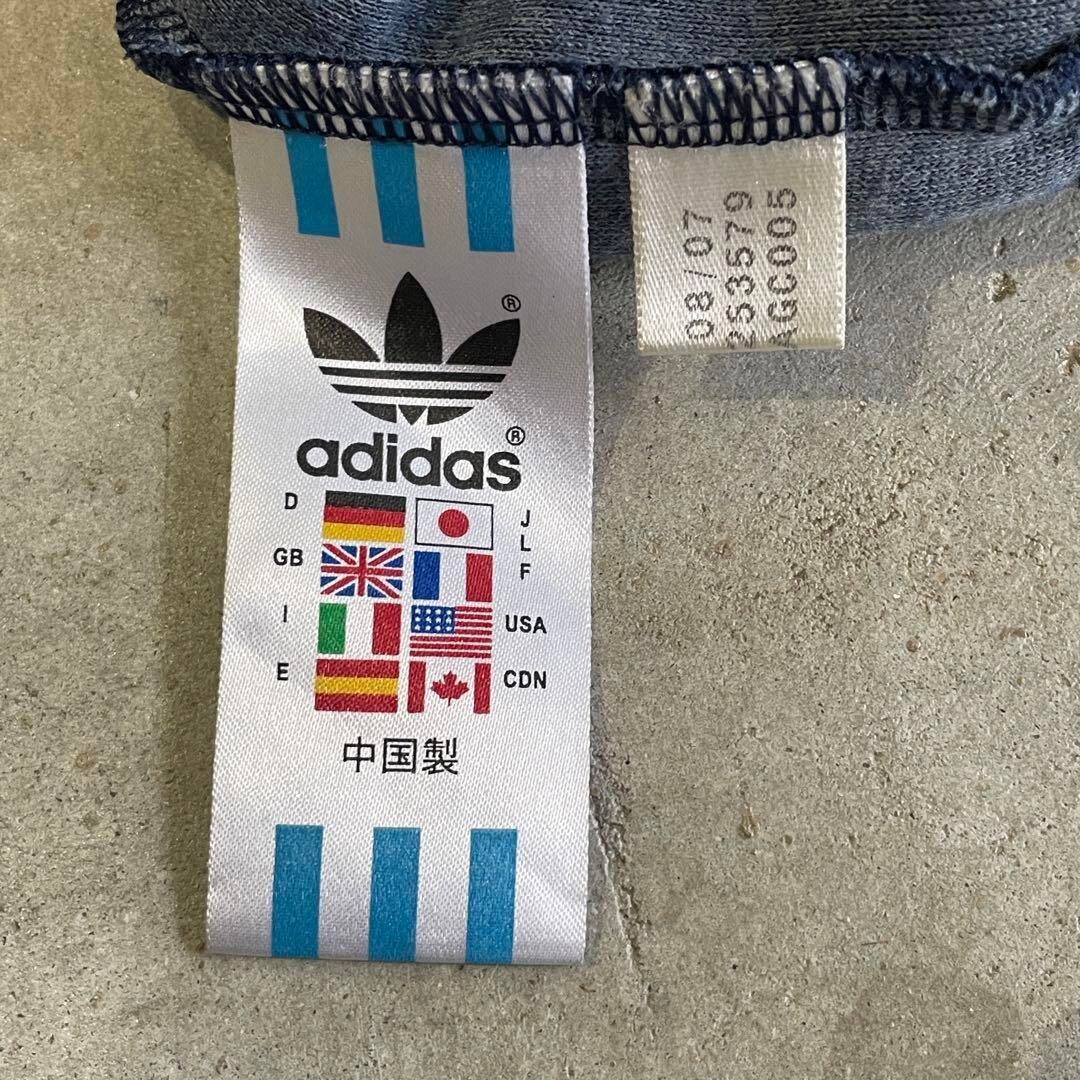 ®
adidas®
D
J
L
GB
F
I
USA
E
CDN
中国製
08/07
253579
AGC005